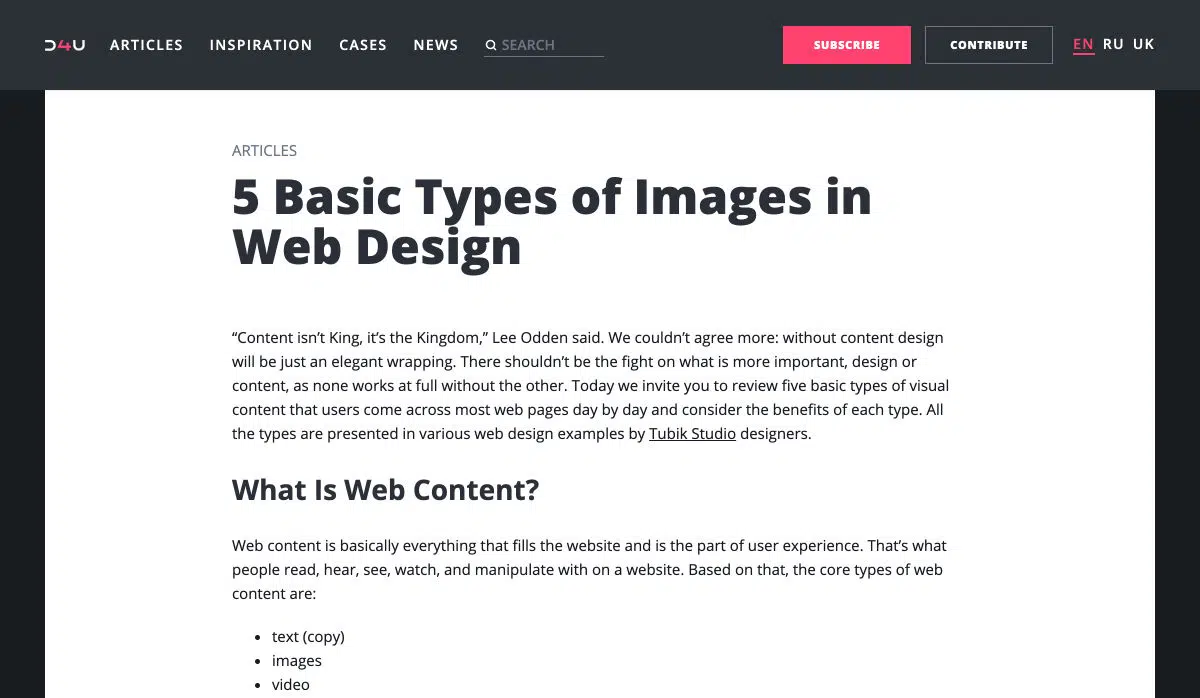 D4U ARTICLES INSPIRATION CASES NEWS SEARCH SUBSCRIBE CONTRIBUTE EN RU UK
ARTICLES
5 Basic Types of Images in
Web Design
“Content isn’t King, it’s the Kingdom,” Lee Odden said. We couldn’t agree more: without content design
will be just an elegant wrapping. There shouldn’t be the fight on what is more important, design or
content, as none works at full without the other. Today we invite you to review five basic types of visual
content that users come across most web pages day by day and consider the benefits of each type. All
the types are presented in various web design examples by Tubik Studio designers.
What Is Web Content?
Web content is basically everything that fills the website and is the part of user experience. That’s what
people read, hear, see, watch, and manipulate with on a website. Based on that, the core types of web
content are:
• text (copy)
• images
• video